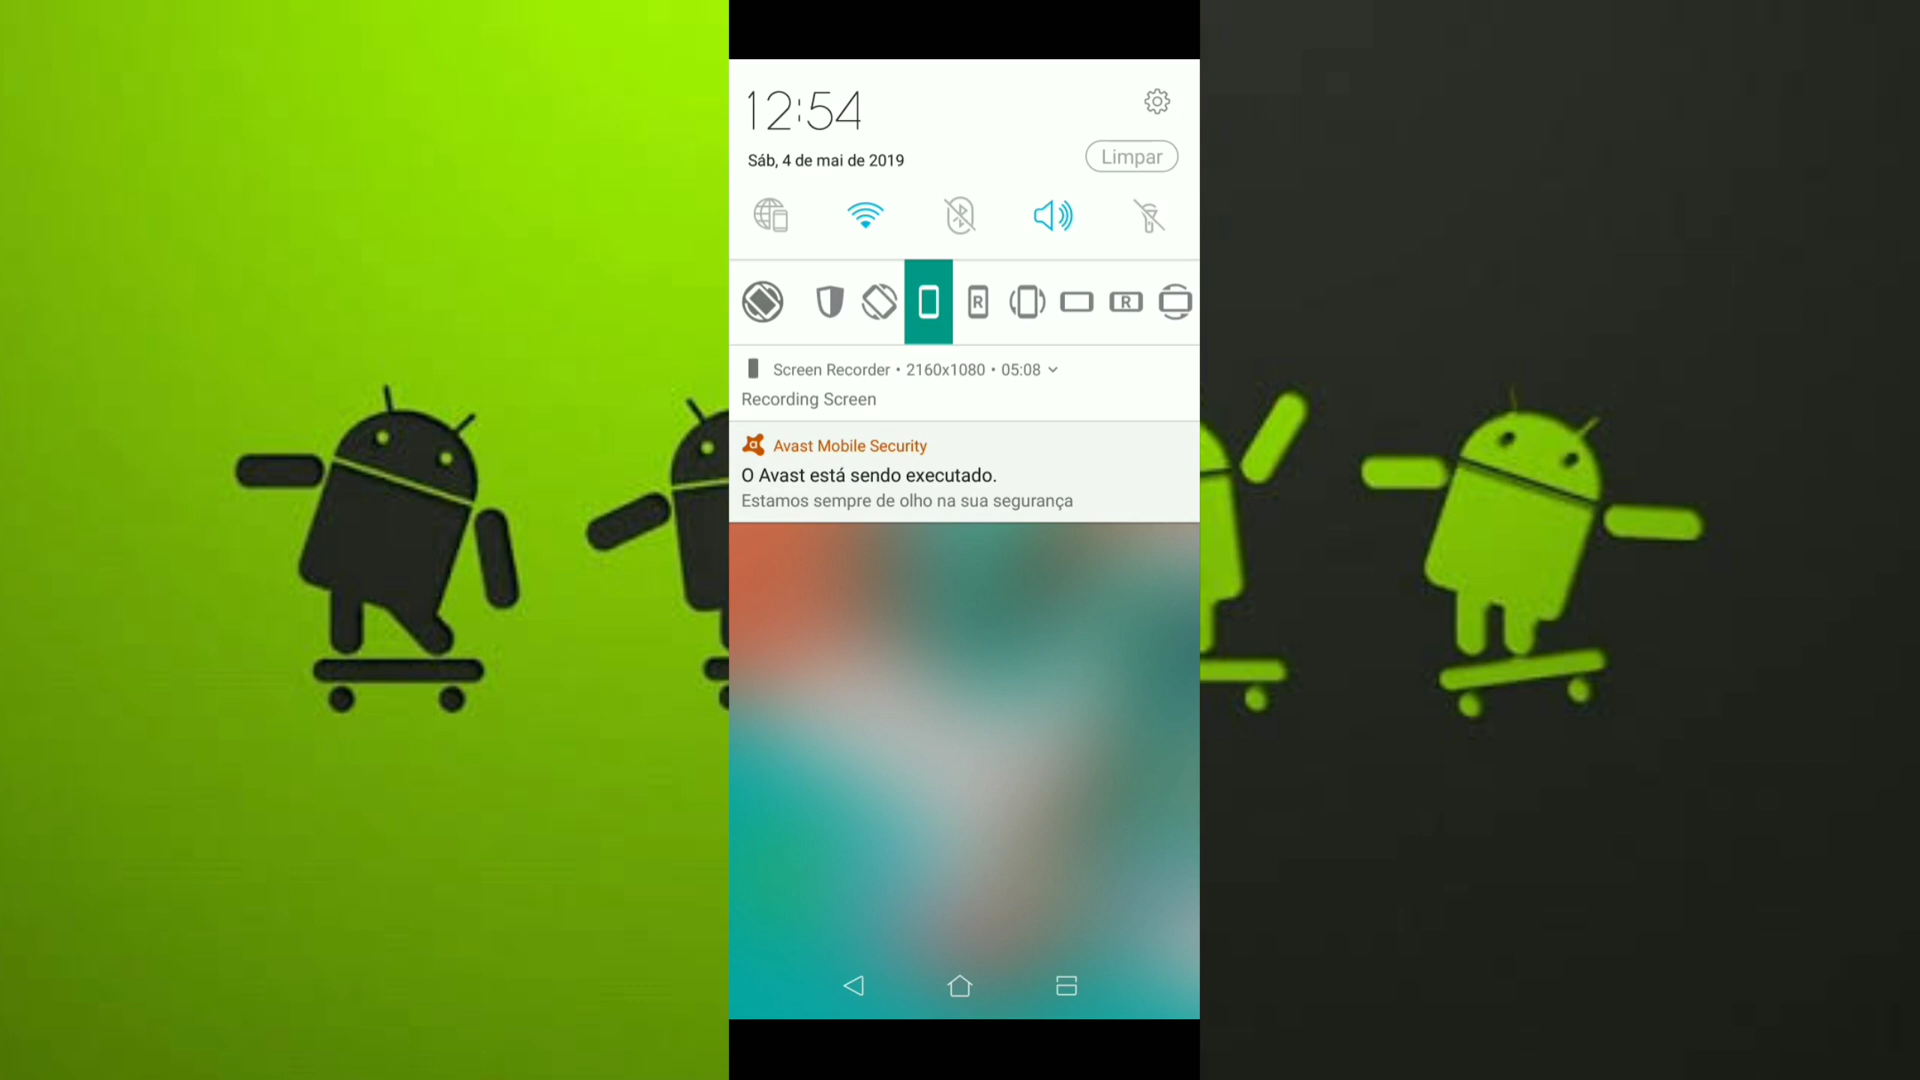 12:54
Sáb, 4 de mai de 2019
Limpar
R
R
Screen Recorder • 2160x1080 • 05:08
Recording Screen
Avast Mobile Security
O Avast está sendo executado.
Estamos sempre de olho na sua segurança